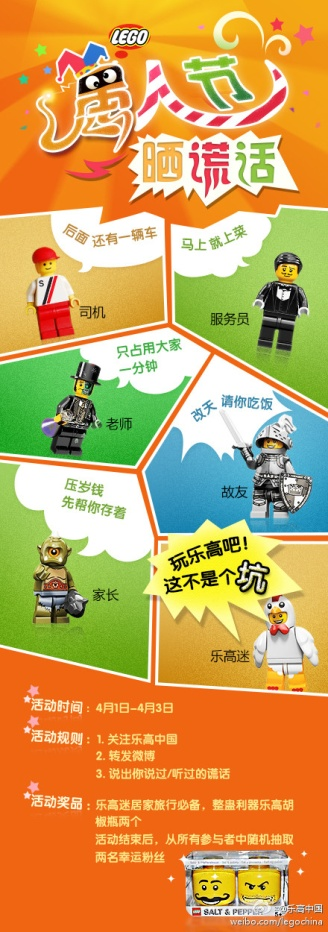 LEGO
愚人节
晒谎话
后面 还有一辆车
司机
马上 就上菜
服务员
只占用大家
一分钟
老师
改天 请你吃饭
故友
压岁钱
先帮你存着
家长
玩乐高吧!
这不是个坑
乐高迷
活动时间：4月1日-4月3日
活动规则：1. 关注乐高中国
2. 转发微博
3. 说出你说过/听过的谎话
活动奖品：乐高迷居家旅行必备，整蛊利器乐高胡
椒瓶两个
活动结束后，从所有参与者中随机抽取
两名幸运粉丝
SALT & PEPPER
@乐高中国
weibo.com/legochina